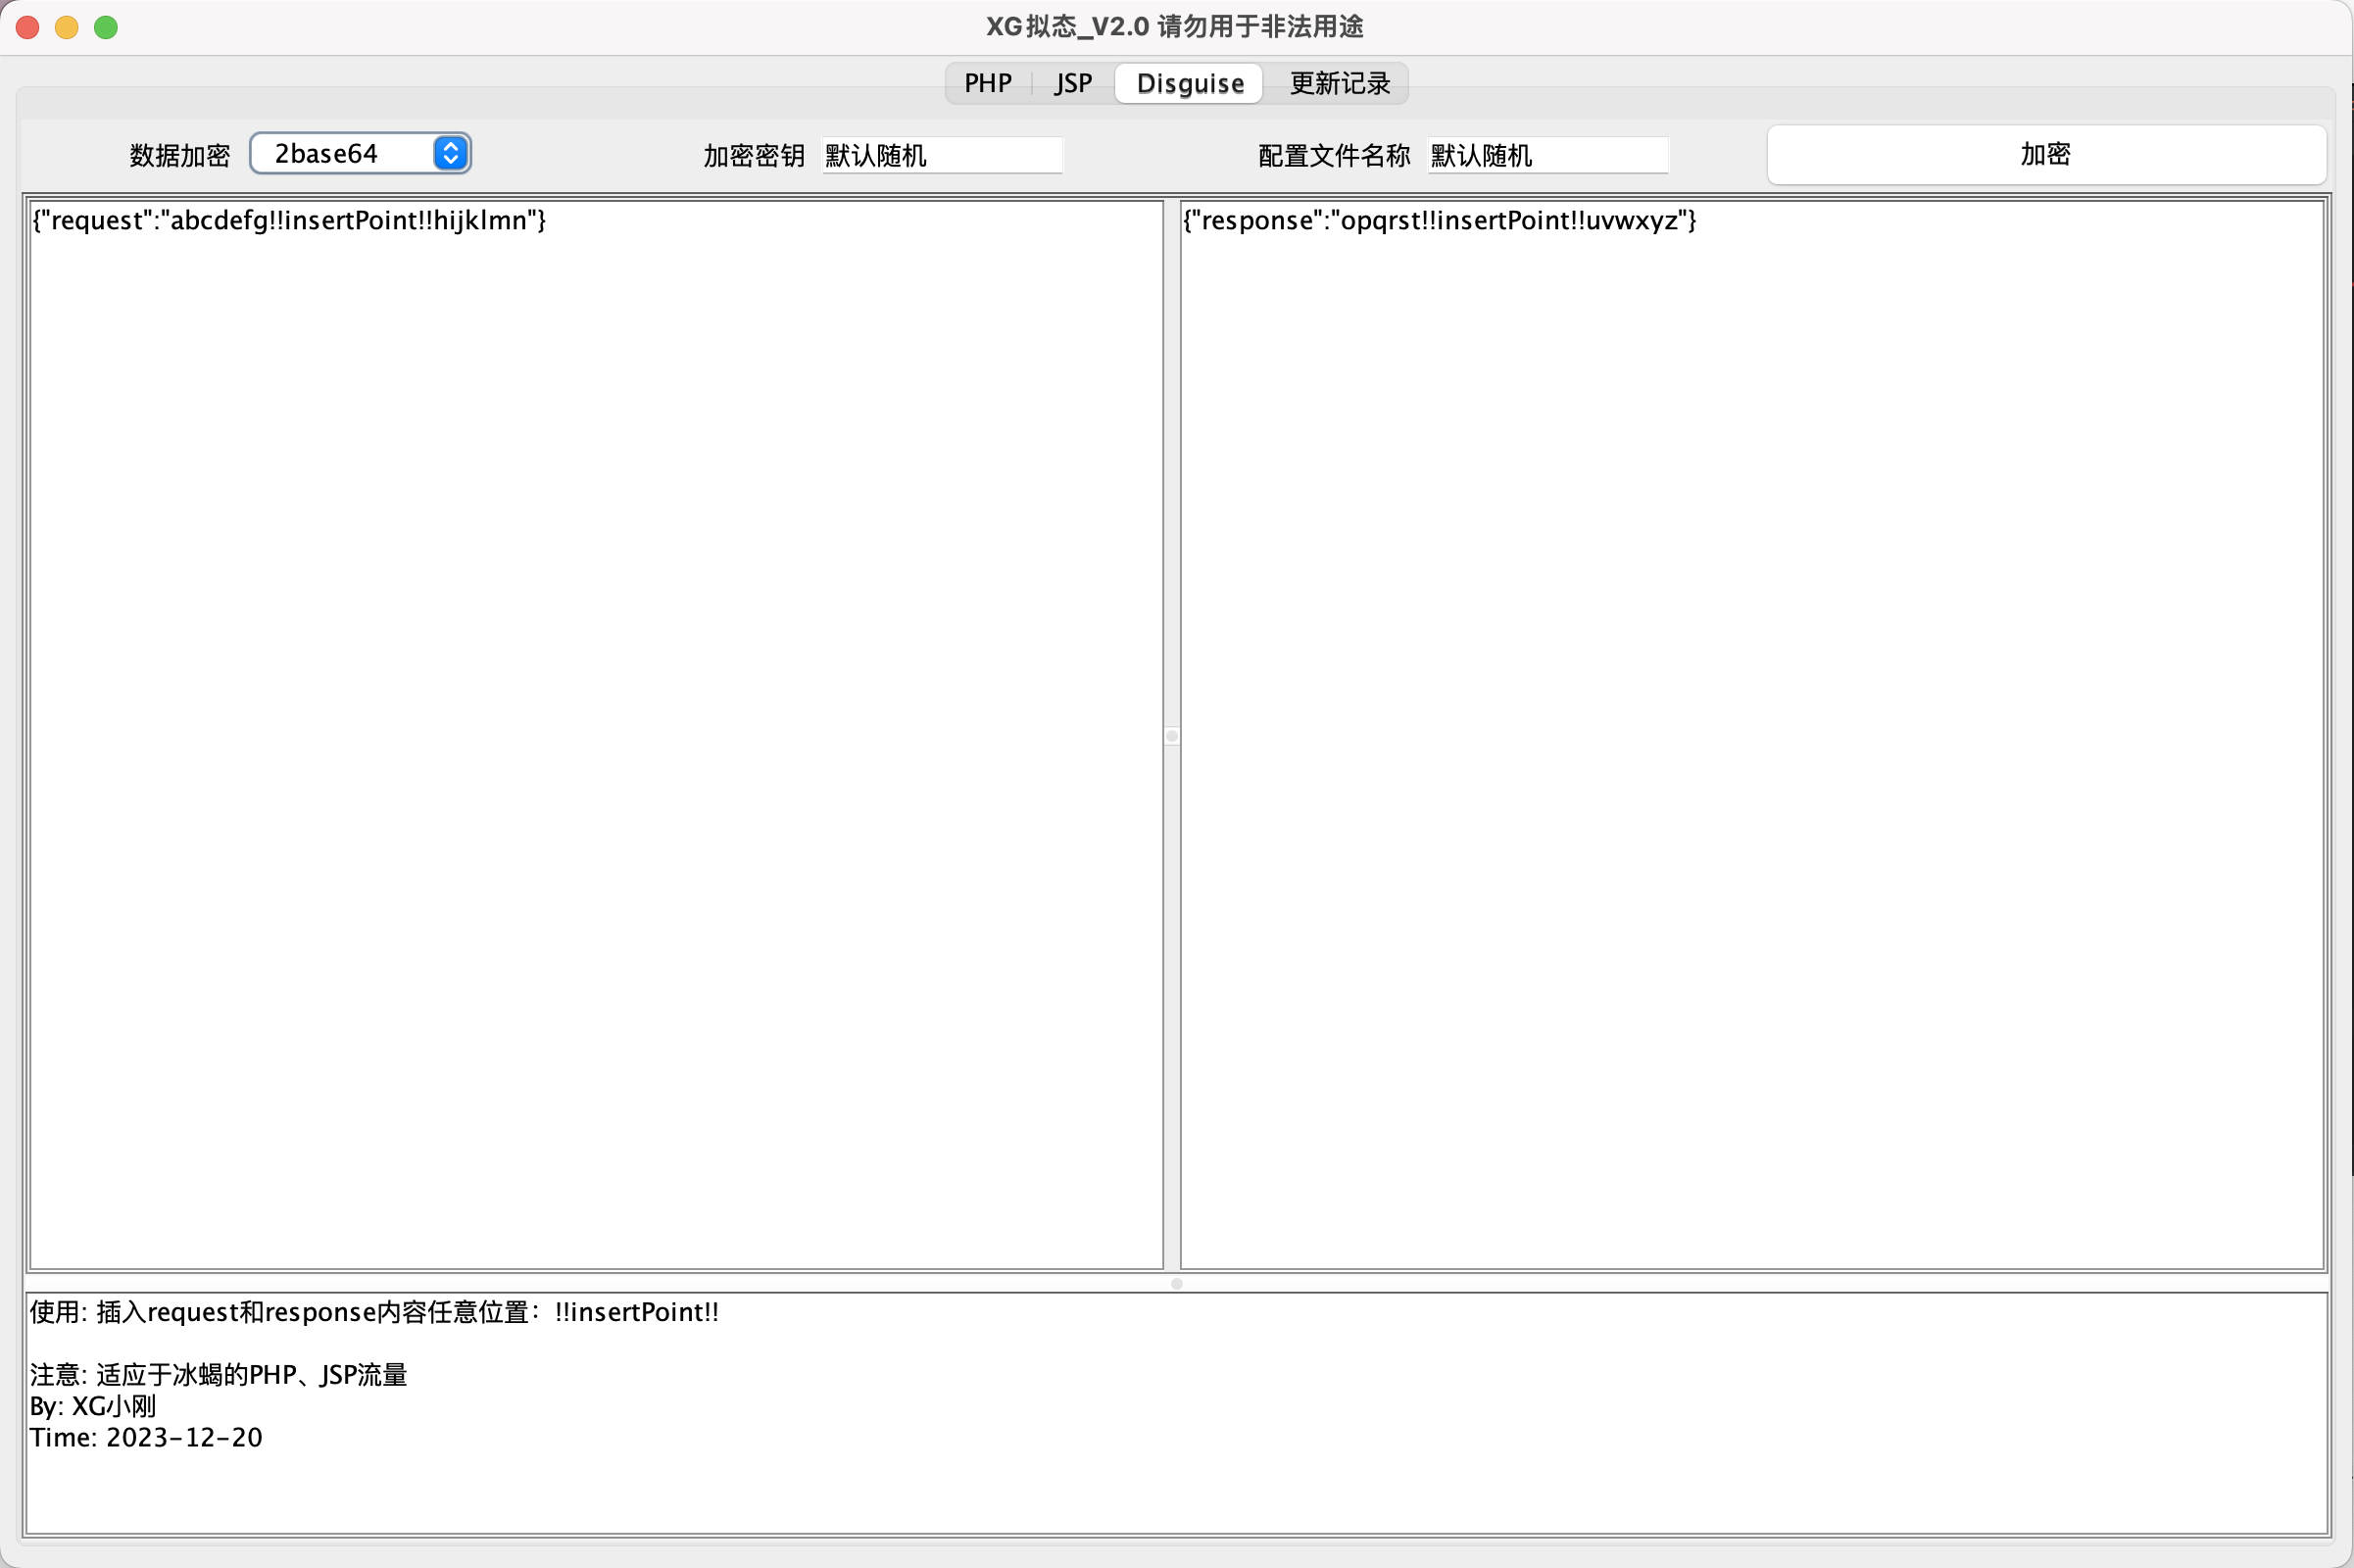 XG拟态_V2.0 请勿用于非法用途
PHP JSP Disguise 更新记录
数据加密 2base64 加密密钥 默认随机 配置文件名称 默认随机 加密
{"request":"abcdefg!!insertPoint!!hijklmn"}
{"response":"opqrst!!insertPoint!!uvwxyz"}
使用: 插入request和response内容任意位置：!!insertPoint!!
注意: 适应于冰蝎的PHP、JSP流量
By: XG小刚
Time: 2023-12-20